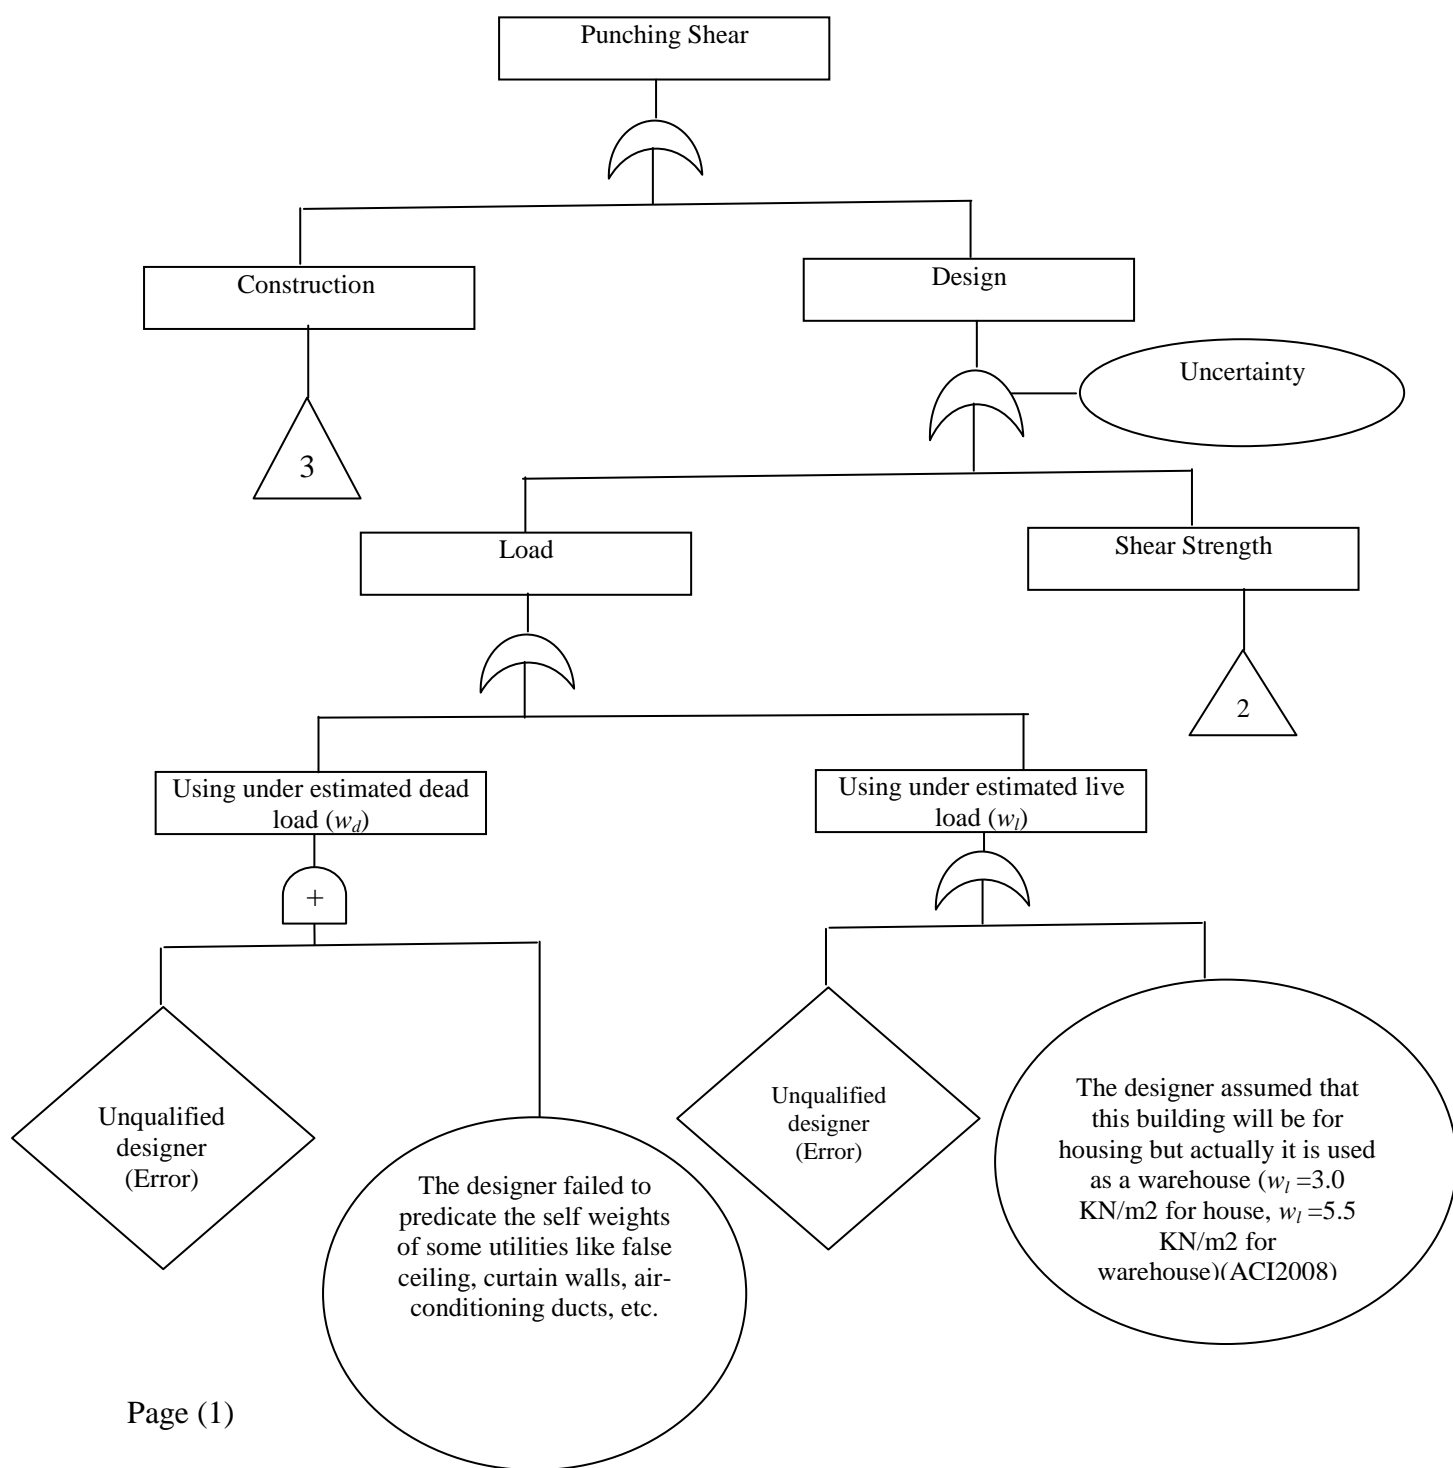 Punching Shear
Construction
Design
Uncertainty
3
Load
Shear Strength
2
Using under estimated dead
load (w_d)
Using under estimated live
load (w_l)
+
Unqualified
designer
(Error)
The designer failed to
predicate the self weights
of some utilities like false
ceiling, curtain walls, air-
conditioning ducts, etc.
Unqualified
designer
(Error)
The designer assumed that
this building will be for
housing but actually it is used
as a warehouse (w_l =3.0
KN/m2 for house, w_l =5.5
KN/m2 for
warehouse)(ACI2008)
Page (1)